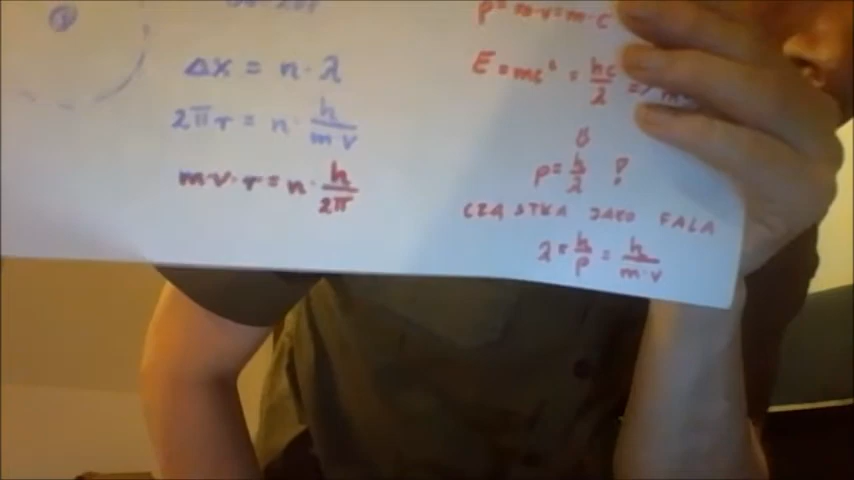 Δx = n · λ
2πr = n · h/(m·v)
m·v·r = n · h/(2π)
p = m·v = m·c
E = mc² = hc/λ =>
p = h/λ !
CZĄSTKA JAKO FALA
λ = h/p = h/(m·v)